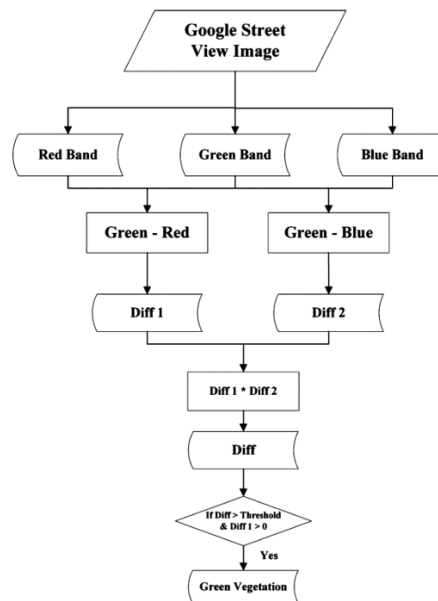 Google Street
View Image
Red Band
Green Band
Blue Band
Green - Red
Green - Blue
Diff 1
Diff 2
Diff 1 * Diff 2
Diff
If Diff > Threshold
& Diff 1 > 0
Yes
Green Vegetation